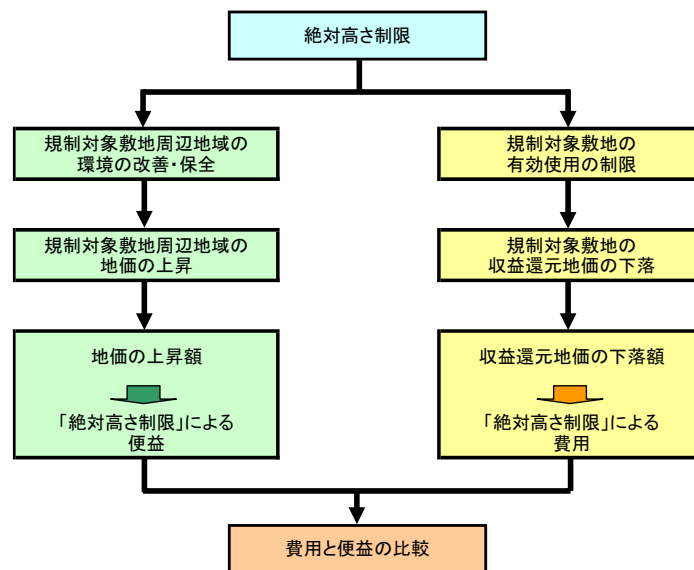 絶対高さ制限
規制対象敷地周辺地域の
環境の改善・保全
規制対象敷地周辺地域の
地価の上昇
地価の上昇額
「絶対高さ制限」による
便益
規制対象敷地の
有効使用の制限
規制対象敷地の
収益還元地価の下落
収益還元地価の下落額
「絶対高さ制限」による
費用
費用と便益の比較